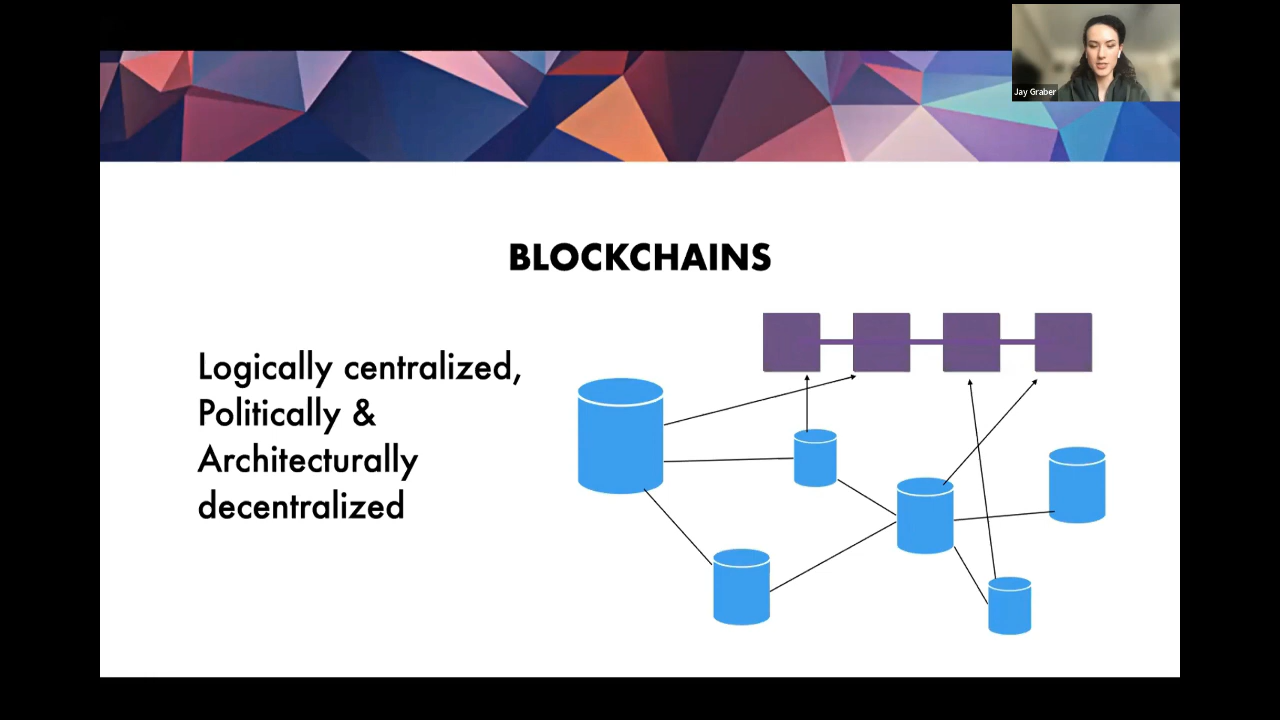 Jay Graber
BLOCKCHAINS
Logically centralized,
Politically &
Architecturally
decentralized